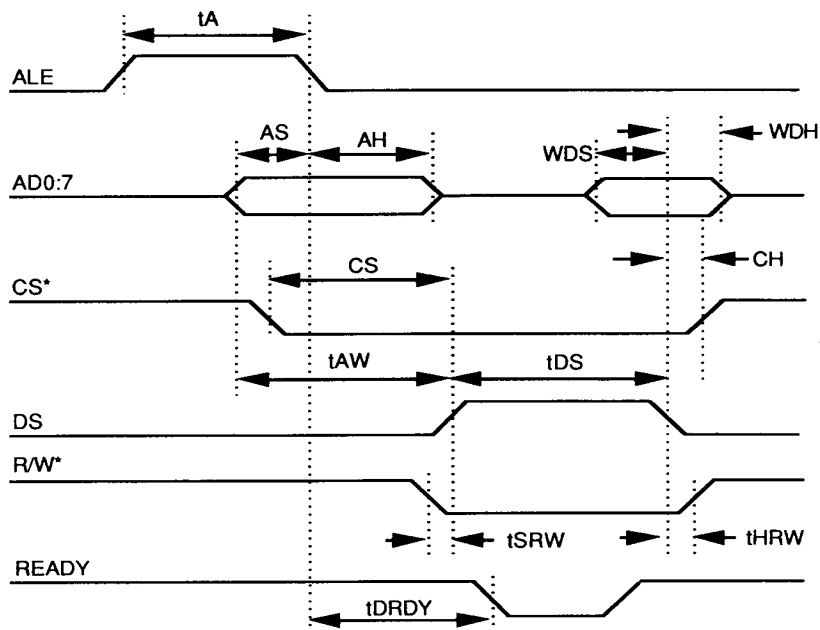 tA
ALE
AS AH WDS WDH
AD0:7
CS CH
CS*
tAW tDS
DS
R/W*
tSRW tHRW
READY
tDRDY